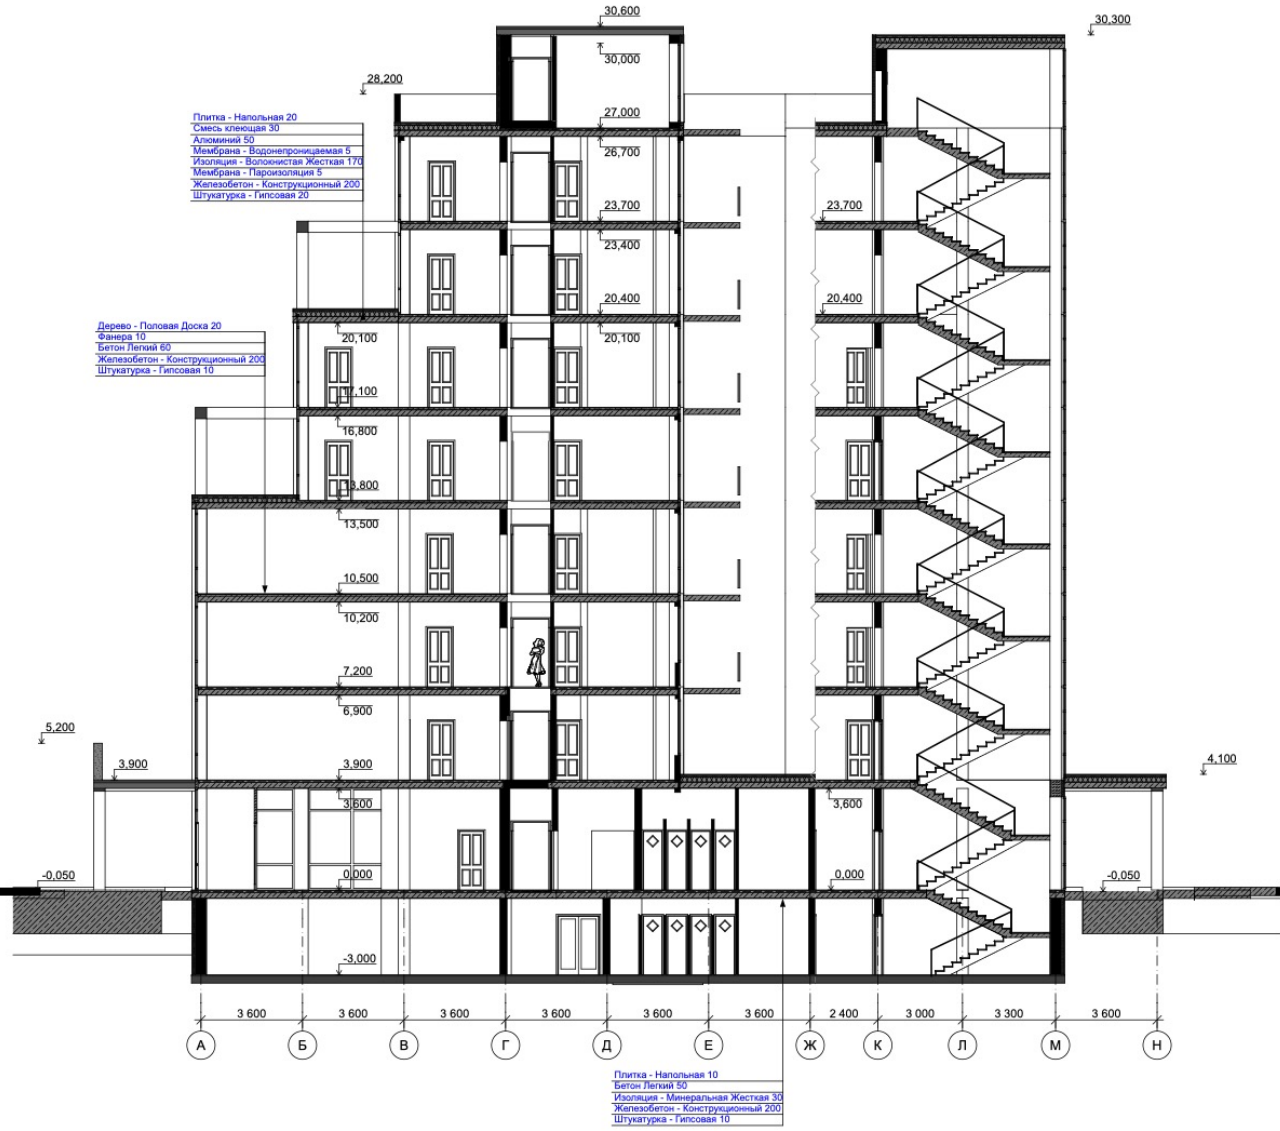 30,600
30,300
30,000
28,200
27,000
Плитка - Напольная 20
Смесь клеющая 30
Алюминий 50
Мембрана - Водонепроницаемая 5
Изоляция - Волокнистая Жесткая 170
Мембрана - Пароизоляция 5
Железобетон - Конструкционный 200
Штукатурка - Гипсовая 20
26,700
23,700
23,700
23,400
20,400
20,400
20,100
20,100
Дерево - Половая Доска 20
Фанера 10
Бетон Легкий 60
Железобетон - Конструкционный 200
Штукатурка - Гипсовая 10
17,100
16,800
13,800
13,500
10,500
10,200
7,200
6,900
5,200
3,900
3,900
4,100
3,600
3,600
-0,050
0,000
0,000
-0,050
-3,000
3 600 3 600 3 600 3 600 3 600 3 600 2 400 3 000 3 300 3 600
А Б В Г Д Е Ж К Л М Н
Плитка - Напольная 10
Бетон Легкий 50
Изоляция - Минеральная Жесткая 30
Железобетон - Конструкционный 200
Штукатурка - Гипсовая 10